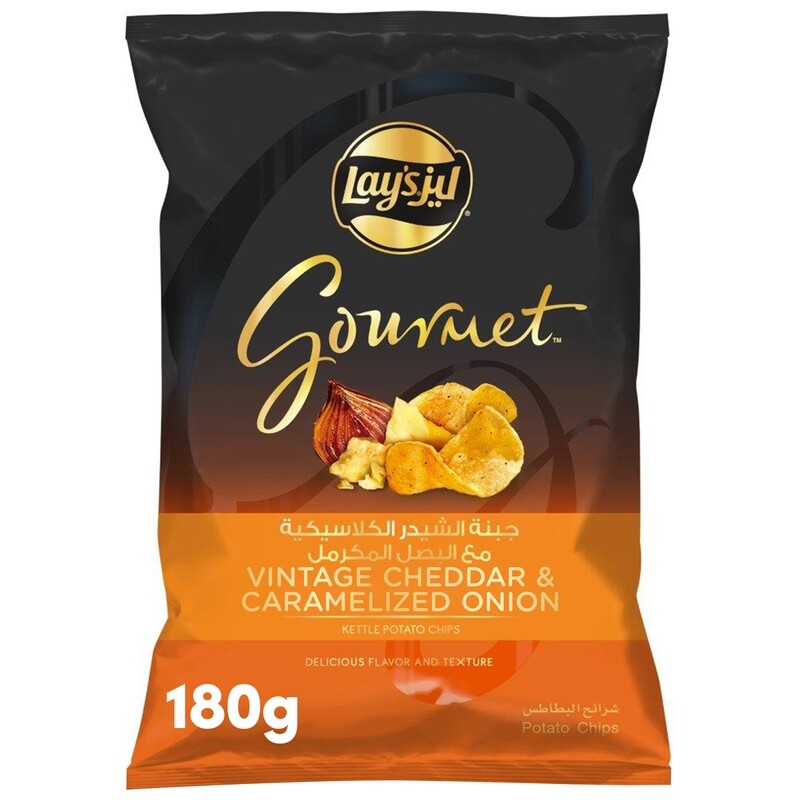 Lay's ليز
®
Gourmet™
جبنة الشيدر الكلاسيكية
مع البصل المكرمل
VINTAGE CHEDDAR &
CARAMELIZED ONION
KETTLE POTATO CHIPS
DELICIOUS FLAVOR AND TEXTURE
180g
شرائح البطاطس
Potato Chips